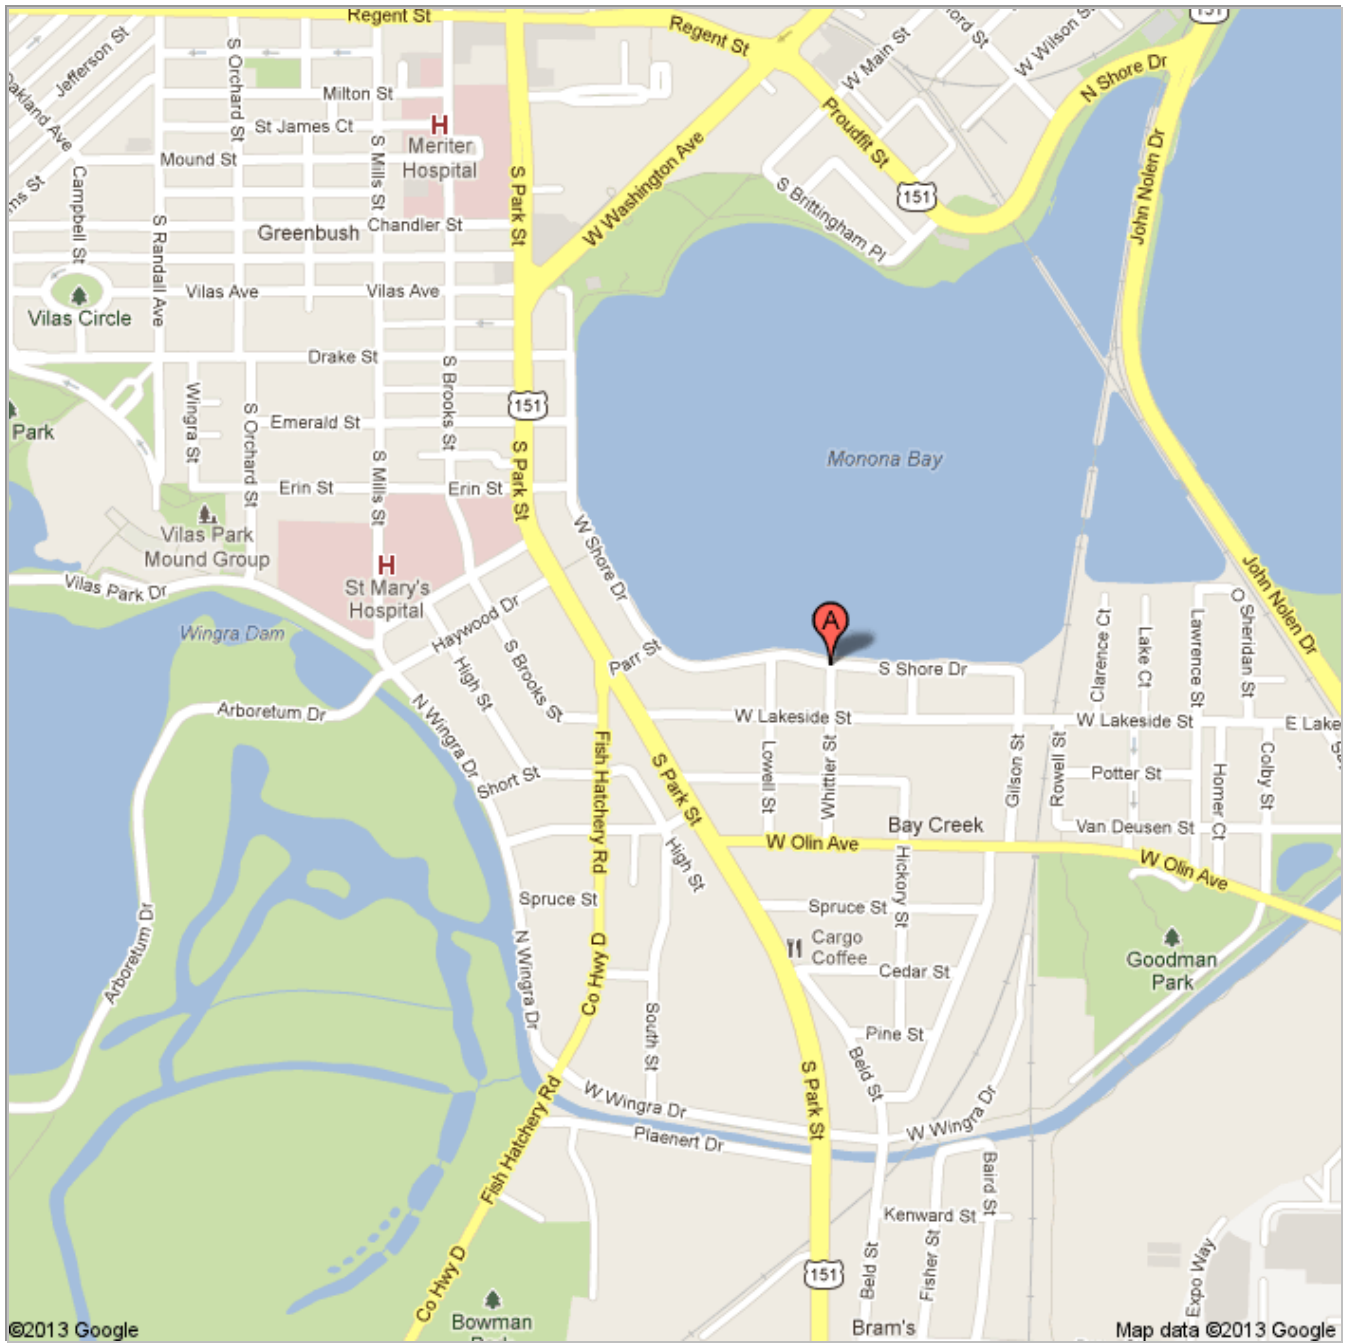 Regent St
Regent St
151
W Main St
W Wilson St
N Shore Dr
Jefferson St
S Orchard St
Milton St
H
Meriter
Hospital
St James Ct
Mound St
S Mills St
Campbell St
S Randall Ave
S Park St
W Washington Ave
Proudfit St
151
John Nolen Dr
S Brittingham Pl
Greenbush
Chandler St
Vilas Ave
Vilas Ave
Vilas Circle
Drake St
S Brooks St
151
Wingra St
S Orchard St
Emerald St
Park
S Mills St
S Park St
Monona Bay
Erin St
Erin St
Vilas Park
Mound Group
W Shore Dr
H
St Mary's
Hospital
Vilas Park Dr
Wingra Dam
Haywood Dr
John Nolen Dr
A
Parr St
S Shore Dr
Clarence Ct
Lake Ct
Lawrence St
O Sheridan St
High St
S Brooks St
N Wingra Dr
Arboretum Dr
W Lakeside St
W Lakeside St
E Lake
Fish Hatchery Rd
S Park St
Lowell St
Whittier St
Gilson St
Rowell St
Potter St
Homer Ct
Colby St
Short St
Van Deusen St
Bay Creek
W Olin Ave
W Olin Ave
High St
Hickory St
Spruce St
Spruce St
Arboretum Dr
N Wingra Dr
Co Hwy D
Cargo
Coffee
Cedar St
Goodman
Park
South St
Pine St
Beld St
S Park St
W Wingra Dr
W Wingra Dr
Plaenert Dr
Fish Hatchery Rd
Baird St
Kenward St
Fisher St
Beld St
Expo Way
151
Co Hwy D
Bowman
Bram's
©2013 Google
Map data ©2013 Google